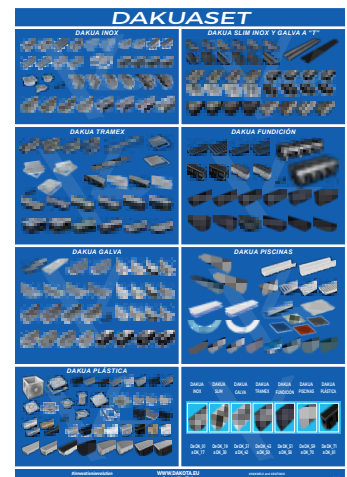 DAKUASET
DAKUA INOX
DAKUA SLIM INOX Y GALVA A “T”
DAKUA TRAMEX
DAKUA FUNDICIÓN
DAKUA GALVA
DAKUA PISCINAS
DAKUA PLÁSTICA
DAKUA INOX
DAKUA SLIM
DAKUA GALVA
DAKUA TRAMEX
DAKUA FUNDICIÓN
DAKUA PISCINAS
DAKUA PLÁSTICA
WWW.DAKOTA.EU